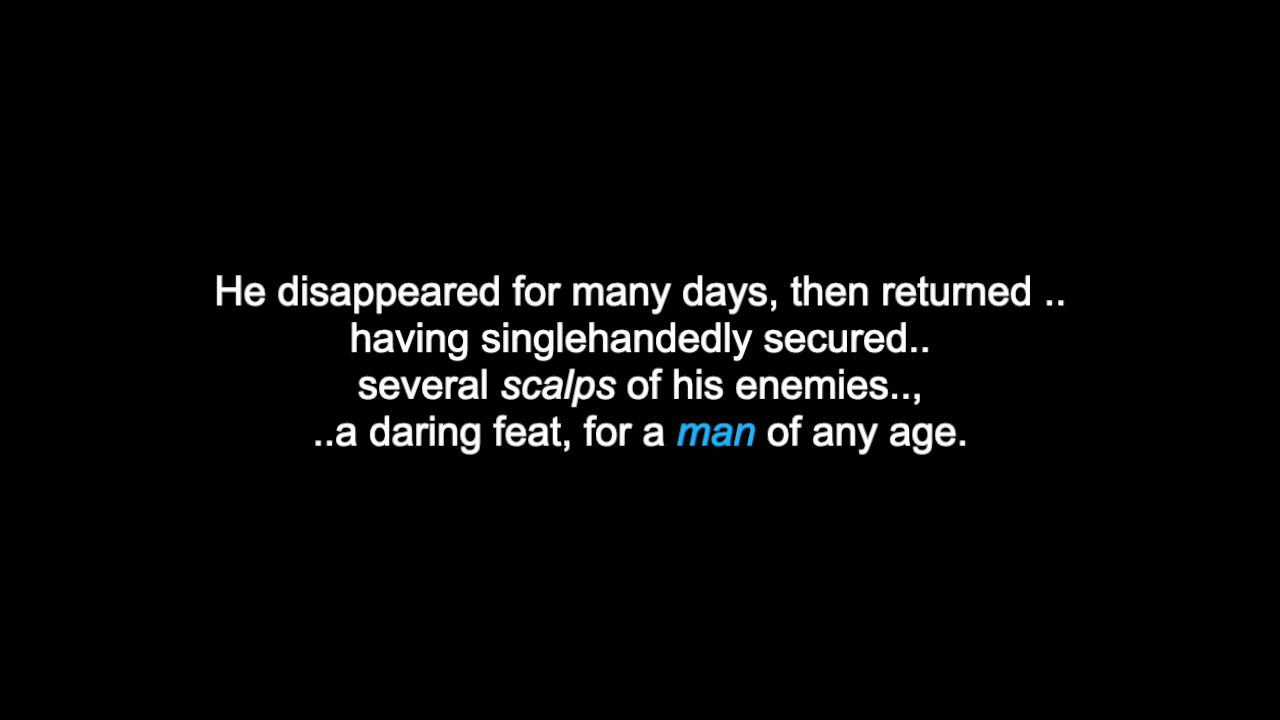 He disappeared for many days, then returned ..
having singlehandedly secured..
several scalps of his enemies..,
..a daring feat, for a man of any age.